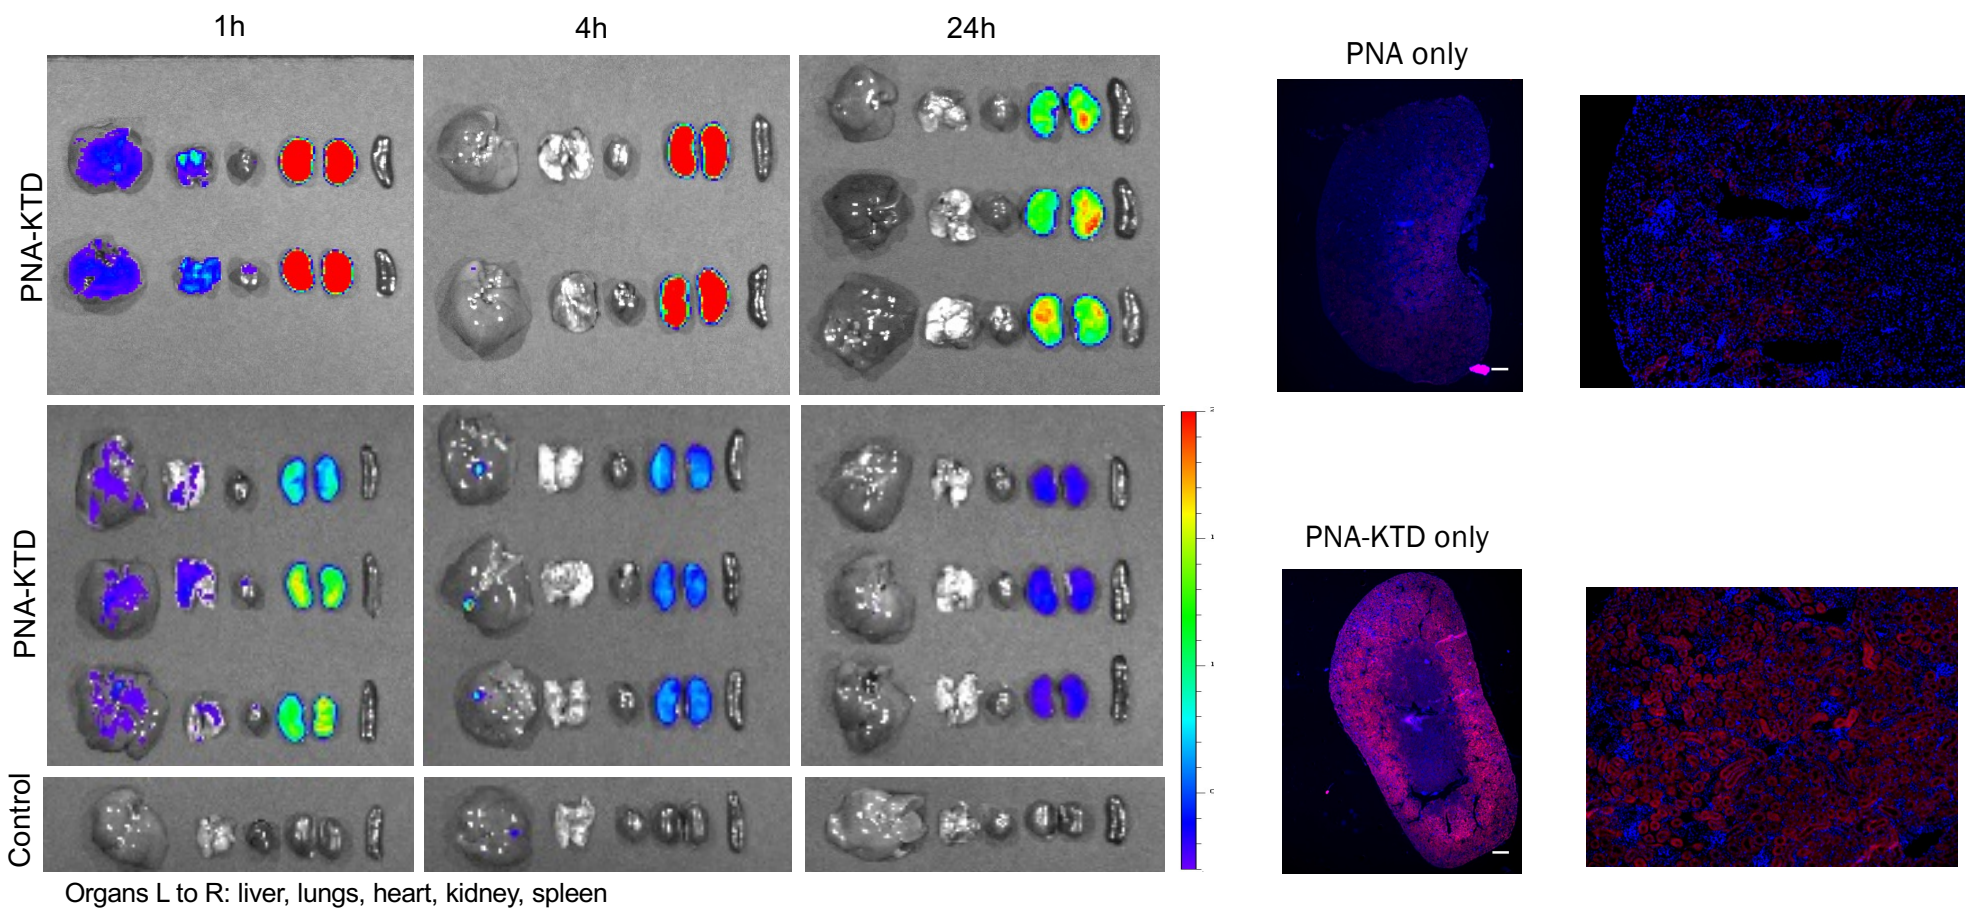 1h
4h
24h
PNA only
PNA-KTD
PNA-KTD
PNA-KTD only
Control
Organs L to R: liver, lungs, heart, kidney, spleen